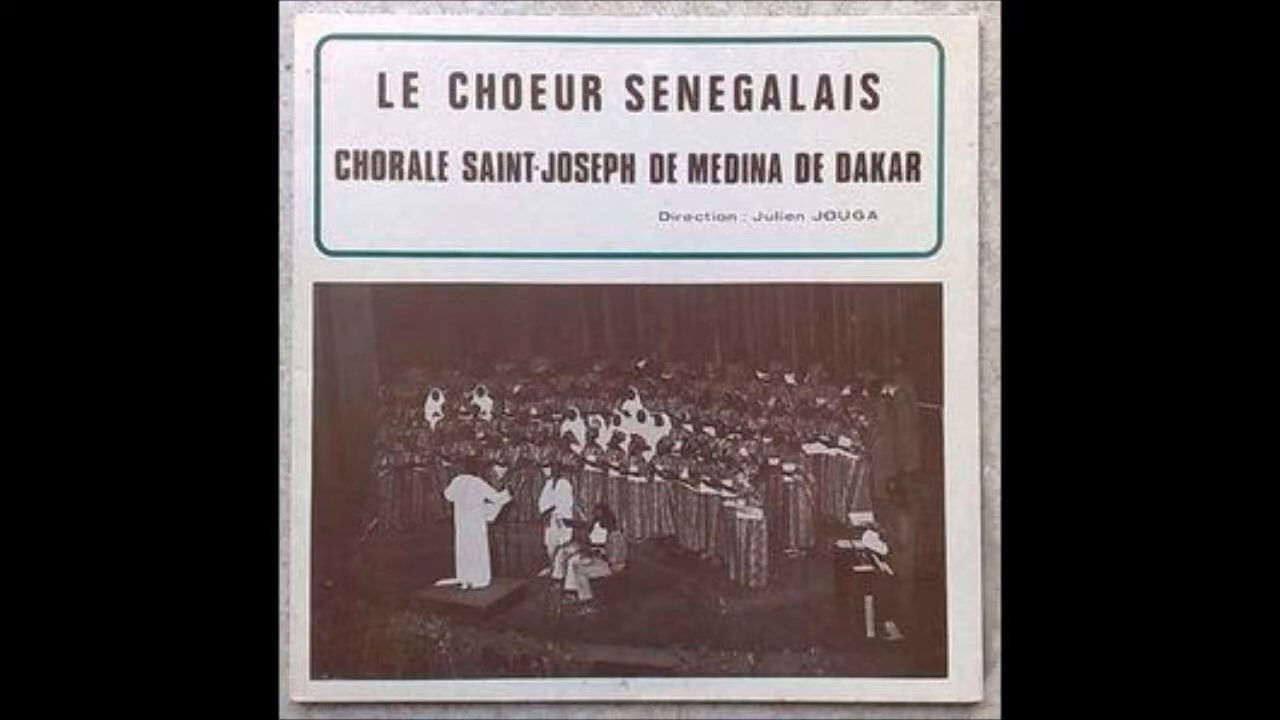 LE CHOEUR SENEGALAIS
CHORALE SAINT-JOSEPH DE MEDINA DE DAKAR
Direction : Julien JOUGA